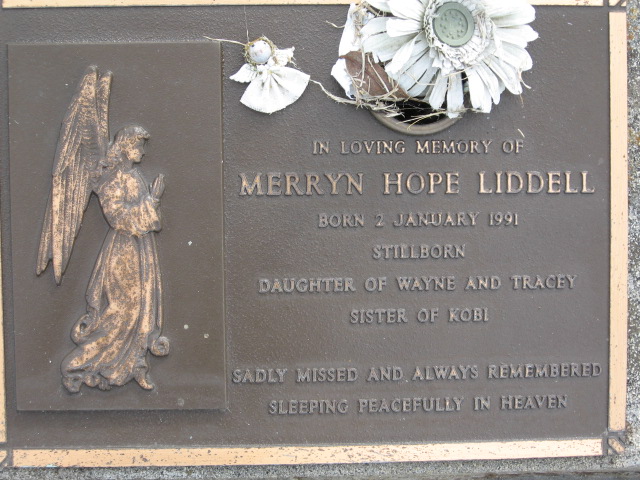 IN LOVING MEMORY OF
MERRYN HOPE LIDDELL
BORN 2 JANUARY 1991
STILLBORN
DAUGHTER OF WAYNE AND TRACEY
SISTER OF KOBI
SADLY MISSED AND ALWAYS REMEMBERED
SLEEPING PEACEFULLY IN HEAVEN